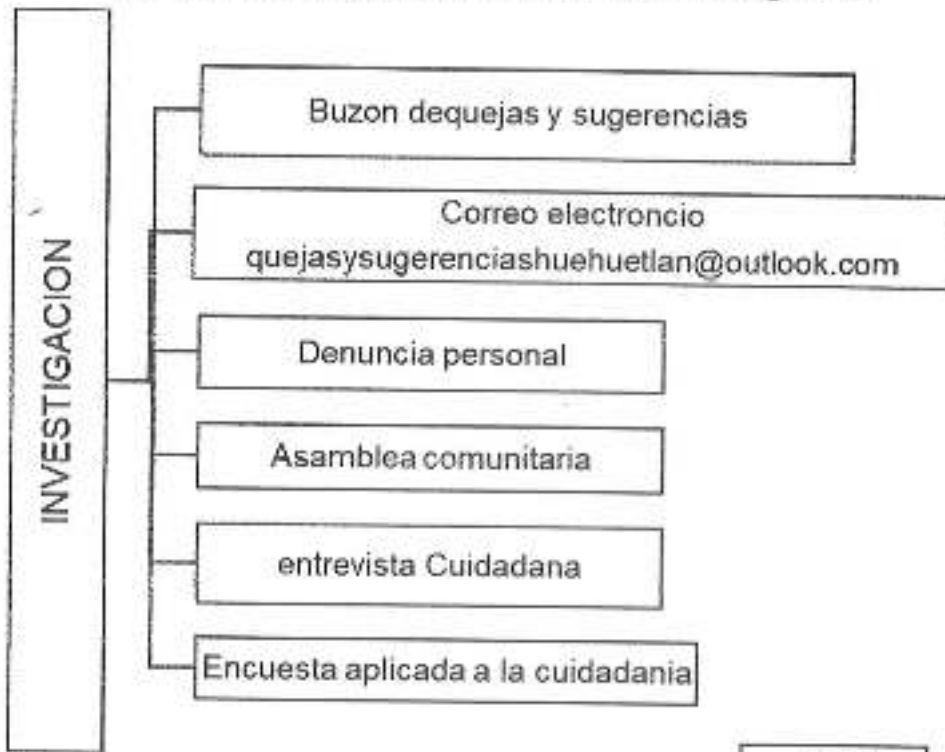 INVESTIGACION
Buzon dequejas y sugerencias
Correo electroncio
quejasysugerenciashuehuetlan@outlook.com
Denuncia personal
Asamblea comunitaria
entrevista Cuidadana
Encuesta aplicada a la cuidadania